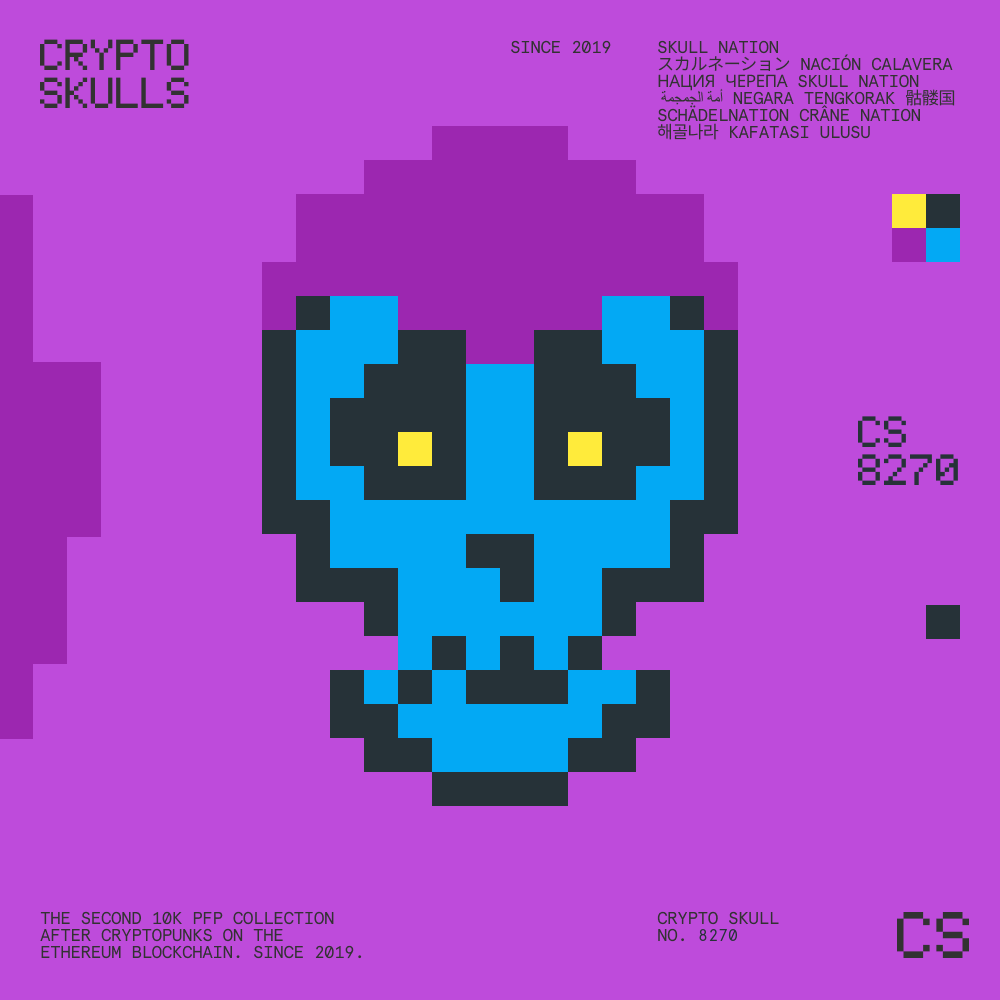 CRYPTO
SKULLS
SINCE 2019
SKULL NATION
スカルネーション NACIÓN CALAVERA
НАЦИЯ ЧЕРЕПА SKULL NATION
أمة الجمجمة NEGARA TENGKORAK 骷髅国
SCHÄDELNATION CRÂNE NATION
해골나라 KAFATASI ULUSU
CS
8270
THE SECOND 10K PFP COLLECTION
AFTER CRYPTOPUNKS ON THE
ETHEREUM BLOCKCHAIN. SINCE 2019.
CRYPTO SKULL
NO. 8270
CS